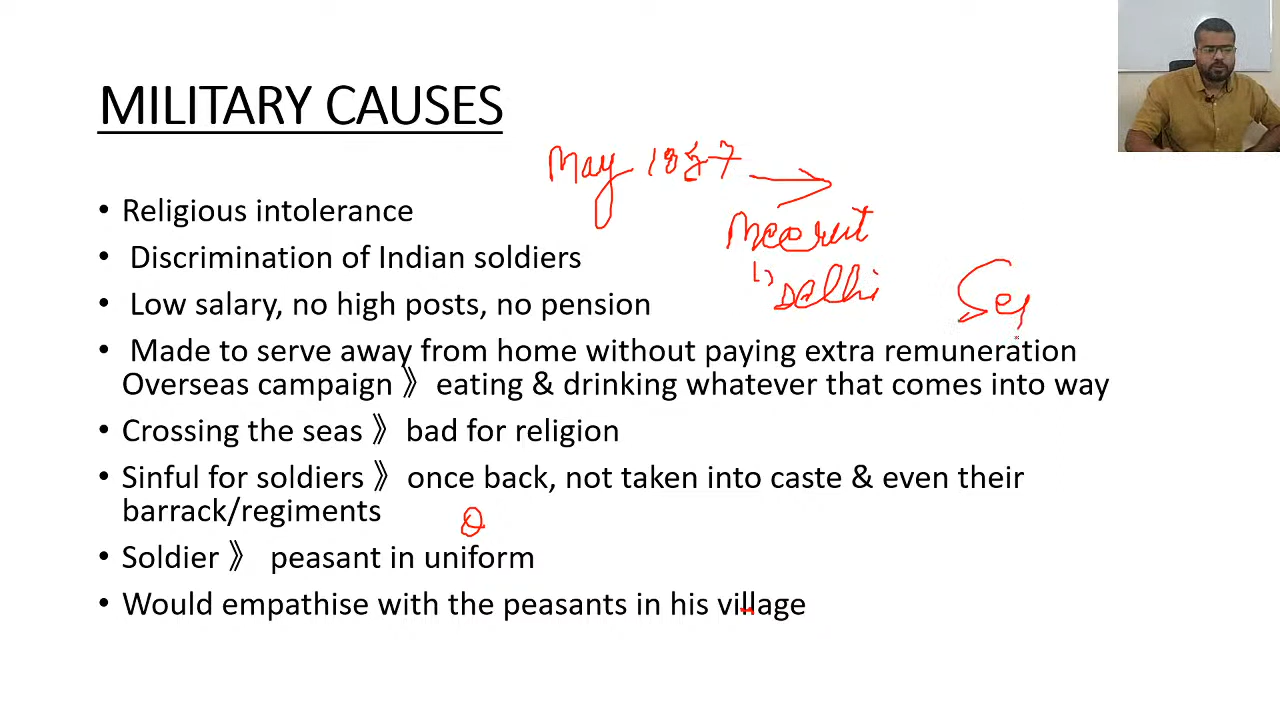 MILITARY CAUSES
May 1857 →
Meerut
1) Delhi
• Religious intolerance
• Discrimination of Indian soldiers
• Low salary, no high posts, no pension
• Made to serve away from home without paying extra remuneration
Overseas campaign 》 eating & drinking whatever that comes into way
• Crossing the seas 》 bad for religion
• Sinful for soldiers 》 once back, not taken into caste & even their
barrack/regiments
• Soldier 》 peasant in uniform
• Would empathise with the peasants in his village